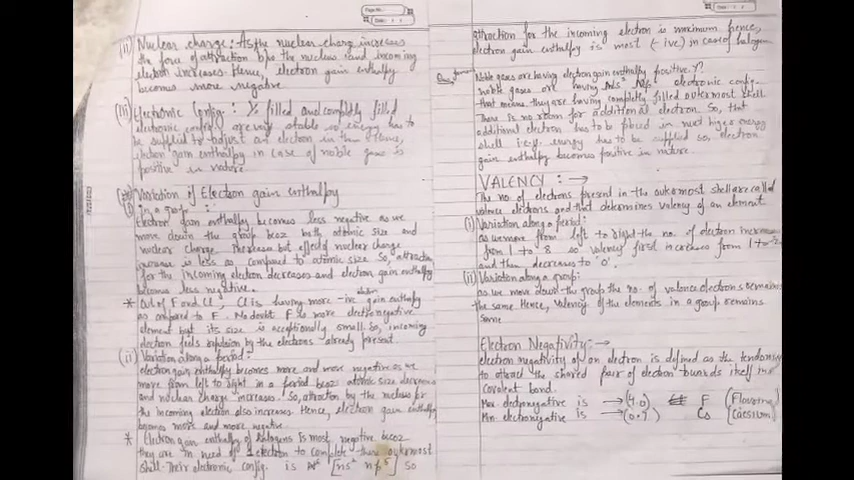 Page No.
Date
(ii) Nuclear charge: As the nuclear charge increases
the force of attraction b/w the nucleus and incoming
electron increases. Hence, electron gain enthalpy
becomes more negative
(iii) Electronic config: ½ filled and completly filled
electronic config are very stable so energy has to
be supplied to adjust an electron in them Hence,
electron gain enthalpy in case of noble gases is
positive in nature
Variation if Electron gain enthalpy
(i) in a group :
Electron gain enthalpy becomes less negative as we
move down the group becoz both atomic size and
nuclear charge increases but effect of nuclear charge
increase is less as compared to atomic size So, attraction
for the incoming electron decreases and electron gain enthalpy
becomes less negative.
* Out of F and Cl, Cl is having more -ive gain enthalpy
as compared to F. No doubt F is more electronegative
element but its size is acceptionally small. So, incoming
electron feels repulsion by the electrons already present.
(ii) Variation along a period:
electron gain enthalpy becomes more and more negative as we
move from left to right in a period becoz atomic size decreases
and nuclear charge increases. So, attraction by the nucleus for
the incoming electron also increases Hence, electron gain enthalpy
becomes more and more negative
* Electron gain enthalpy of halogens is most negative becoz
they are in need of 1 electron to complete there outermost
shell. Their electronic config. is [ns² np⁵] so
Date
attraction for the incoming electron is maximum hence,
electron gain enthalpy is most (-ive) in case of halogen
Noble gases are having electron gain enthalpy positive. Y?
noble gases are having ns² np⁶ electronic config.
that means they are having completely filled outermost shell
There is no room for additional electron. So, that
additional electron has to be placed in next higer energy
shell i.e., energy has to be supplied so, electron
gain enthalpy becomes positive in nature.
VALENCY : →
The no of electrons present in the outermost shell are called
valence electrons and that determines valency of an element.
(i) Variation along a period:
as we move from left to right the no. of electron increases
from 1 to 8 so valency first increases from 1 to
and then decreases to '0'.
(ii) Variation along a group:
as we move down the group the no. of valence electrons remains
the same. Hence, valency of the elements in a group remains
same
Electron Negativity: →
electron negativity of an electron is defined as the tendency
to attract the shared pair of electron towards itself in a
covalent bond.
Max. electronegative is → (4.0) F (Flourine)
Min. electronegative is → (0.7) Cs (Caesium)